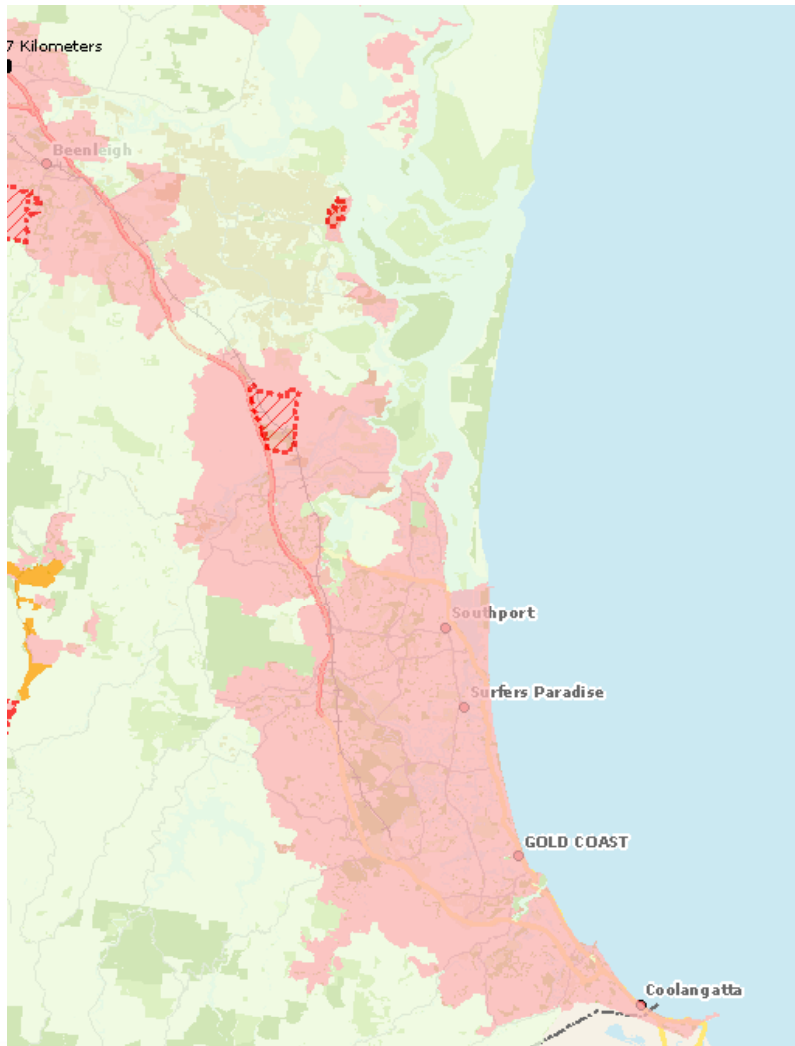 7 Kilometers
Beenleigh
Southport
Surfers Paradise
GOLD COAST
Coolangatta